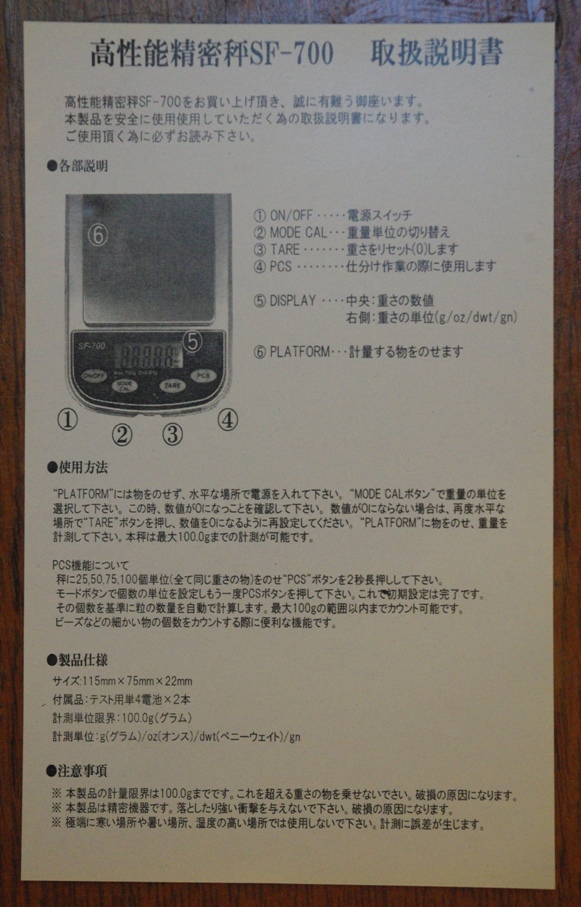 高性能精密秤SF-700　取扱説明書
高性能精密秤SF-700をお買い上げ頂き、誠に有難う御座います。
本製品を安全に使用使用していただく為の取扱説明書になります。
ご使用頂く為に必ずお読み下さい。
●各部説明
⑥
① ON/OFF ・・・・・電源スイッチ
② MODE CAL・・・重量単位の切り替え
③ TARE ・・・・・・・重さをリセット(0)します
④ PCS ・・・・・・・・仕分け作業の際に使用します
⑤ DISPLAY ・・・・中央：重さの数値
右側：重さの単位(g/oz/dwt/gn)
⑥ PLATFORM・・・計量する物をのせます
SF-700
⑤
ON/OFF
MODE
CAL
TARE
PCS
①
②
③
④
●使用方法
“PLATFORM”には物をのせず、水平な場所で電源を入れて下さい。“MODE CALボタン”で重量の単位を
選択して下さい。この時、数値が0になっことを確認して下さい。数値が0にならない場合は、再度水平な
場所で“TARE”ボタンを押し、数値を0になるように再設定してください。“PLATFORM”に物をのせ、重量を
計測して下さい。本秤は最大100.0gまでの計測が可能です。
PCS機能について
秤に25,50,75,100個単位(全て同じ重さの物)をのせ“PCS”ボタンを2秒長押しして下さい。
モードボタンで個数の単位を設定しもう一度PCSボタンを押して下さい。これで初期設定は完了です。
その個数を基準に粒の数量を自動で計算します。最大100gの範囲以内までカウント可能です。
ビーズなどの細かい物の個数をカウントする際に便利な機能です。
●製品仕様
サイズ:115mm×75mm×22mm
付属品：テスト用単4電池×2本
計測単位限界：100.0g(グラム)
計測単位：g(グラム)/oz(オンス)/dwt(ペニーウェイト)/gn
●注意事項
※ 本製品の計量限界は100.0gまでです。これを超える重さの物を乗せないでさい。破損の原因になります。
※ 本製品は精密機器です。落としたり強い衝撃を与えないで下さい。破損の原因になります。
※ 極端に寒い場所や暑い場所、湿度の高い場所では使用しないで下さい。計測に誤差が生じます。